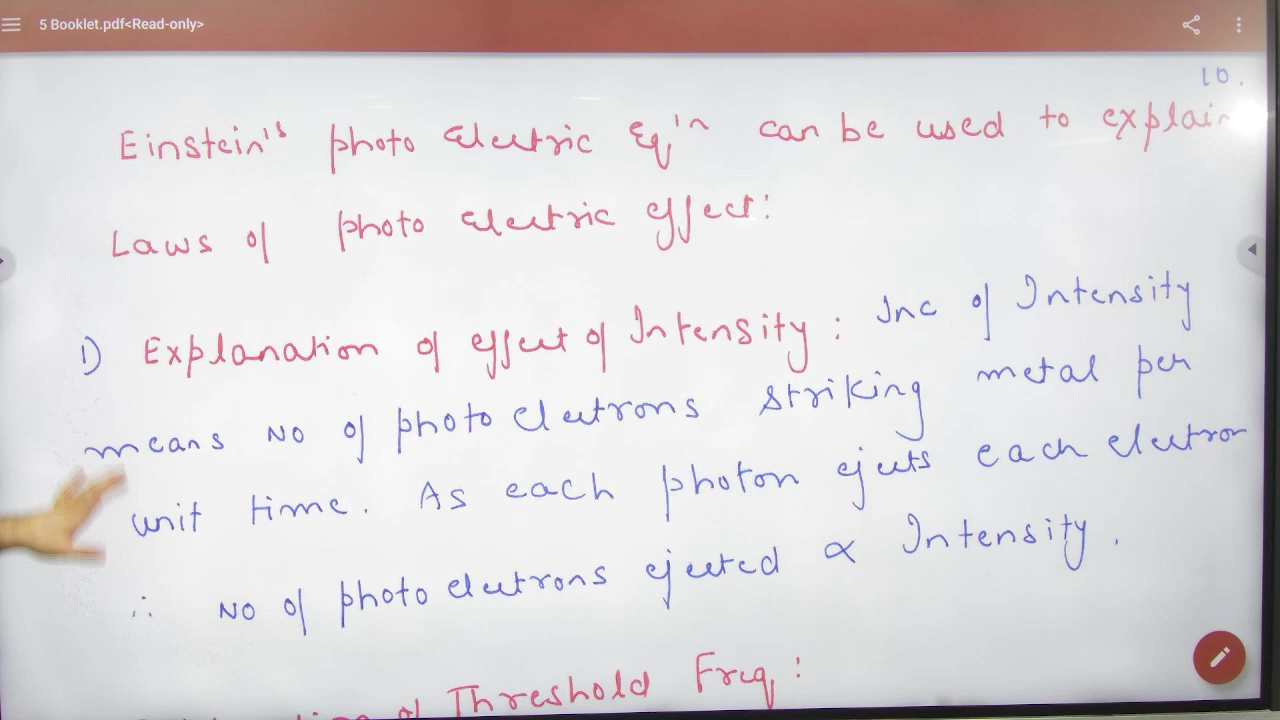 5 Booklet.pdf<Read-only>
10.
Einstein's photo Electric Eq'n can be used to explain
Laws of photo electric effect:
1) Explanation of effect of Intensity : Inc of Intensity
means No of photo electrons striking metal per
unit time. As each photon ejects each electron
∴ No of photo electrons ejected ∝ Intensity.
of Threshold Freq :